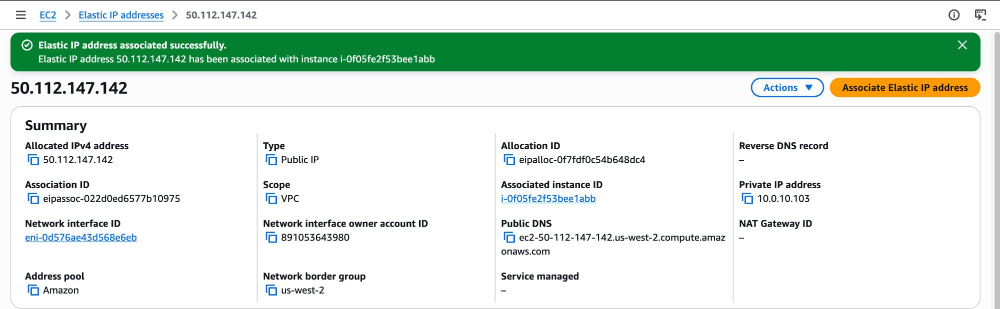 EC2 > Elastic IP addresses > 50.112.147.142
Elastic IP address associated successfully.
Elastic IP address 50.112.147.142 has been associated with instance i-0f05fe2f53bee1abb
50.112.147.142
Actions
Associate Elastic IP address
Summary
Allocated IPv4 address
50.112.147.142
Type
Public IP
Allocation ID
eipalloc-0f7fdf0c54b648dc4
Reverse DNS record
–
Association ID
eipassoc-022d0ed6577b10975
Scope
VPC
Associated instance ID
i-0f05fe2f53bee1abb
Private IP address
10.0.10.103
Network interface ID
eni-0d576ae43d568e6eb
Network interface owner account ID
891053643980
Public DNS
ec2-50-112-147-142.us-west-2.compute.amaz
onaws.com
NAT Gateway ID
–
Address pool
Amazon
Network border group
us-west-2
Service managed
–